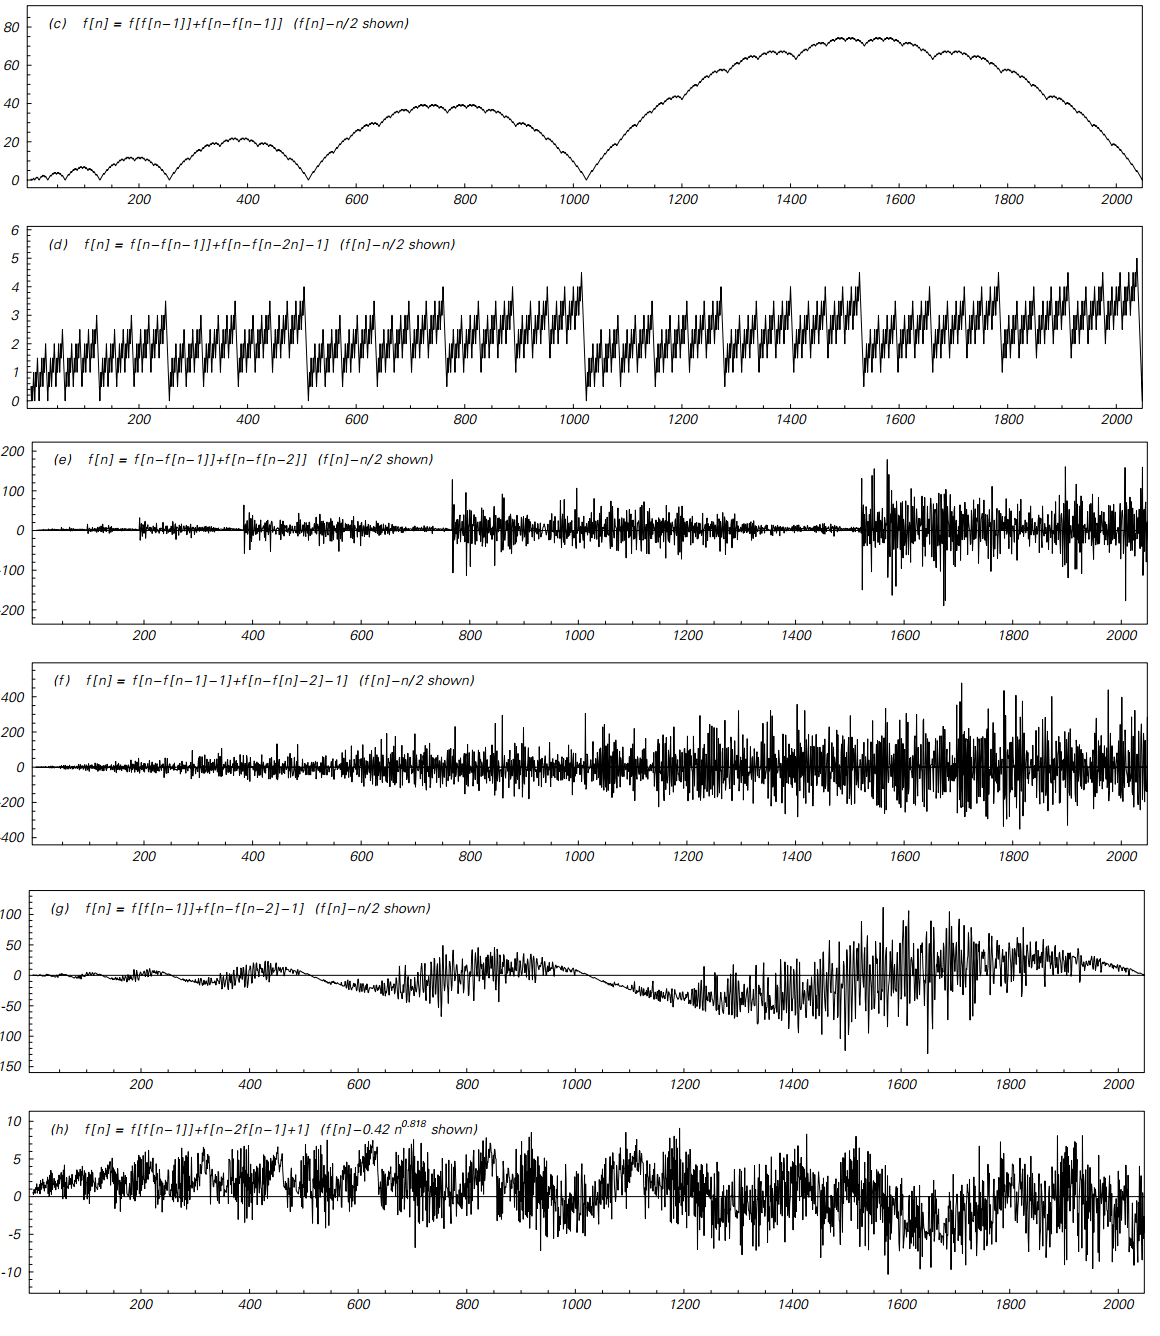 (c) f[n] = f[f[n−1]]+f[n−f[n−1]] (f[n]−n/2 shown)
80
60
40
20
0
200 400 600 800 1000 1200 1400 1600 1800 2000
(d) f[n] = f[n−f[n−1]]+f[n−f[n−2n]−1] (f[n]−n/2 shown)
6
5
4
3
2
1
0
200 400 600 800 1000 1200 1400 1600 1800 2000
(e) f[n] = f[n−f[n−1]]+f[n−f[n−2]] (f[n]−n/2 shown)
200
100
0
-100
-200
200 400 600 800 1000 1200 1400 1600 1800 2000
(f) f[n] = f[n−f[n−1]−1]+f[n−f[n]−2]−1] (f[n]−n/2 shown)
400
200
0
-200
-400
200 400 600 800 1000 1200 1400 1600 1800 2000
(g) f[n] = f[f[n−1]]+f[n−f[n−2]−1] (f[n]−n/2 shown)
100
50
0
-50
100
150
200 400 600 800 1000 1200 1400 1600 1800 2000
(h) f[n] = f[f[n−1]]+f[n−2f[n−1]+1] (f[n]−0.42 n^0.818 shown)
10
5
0
-5
-10
200 400 600 800 1000 1200 1400 1600 1800 2000